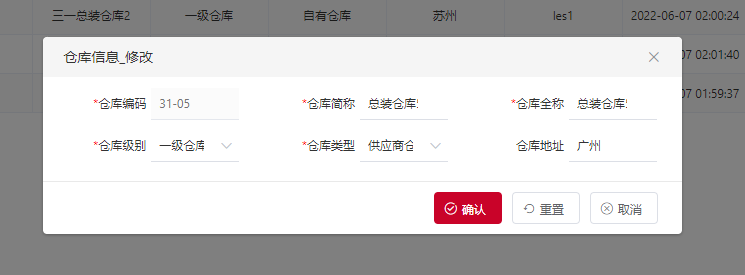 三一总装仓库2 一级仓库 自有仓库 苏州 les1 2022-06-07 02:00:24
仓库信息_修改
07 02:01:40
*仓库编码 31-05 *仓库简称 总装仓库 *仓库全称 总装仓库
07 01:59:37
*仓库级别 一级仓库 *仓库类型 供应商仓 仓库地址 广州
确认 重置 取消